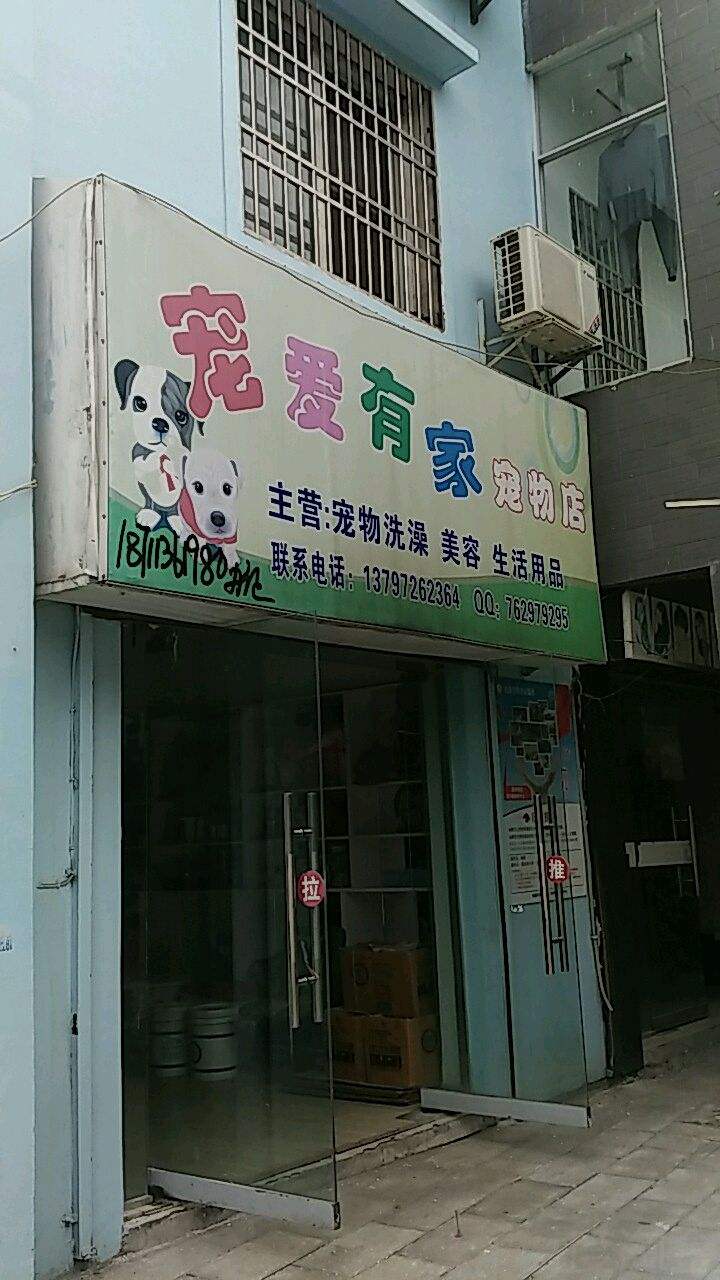 宠爱有家 宠物店
主营:宠物洗澡 美容 生活用品
联系电话: 13797262364 QQ: 762979295
拉
推